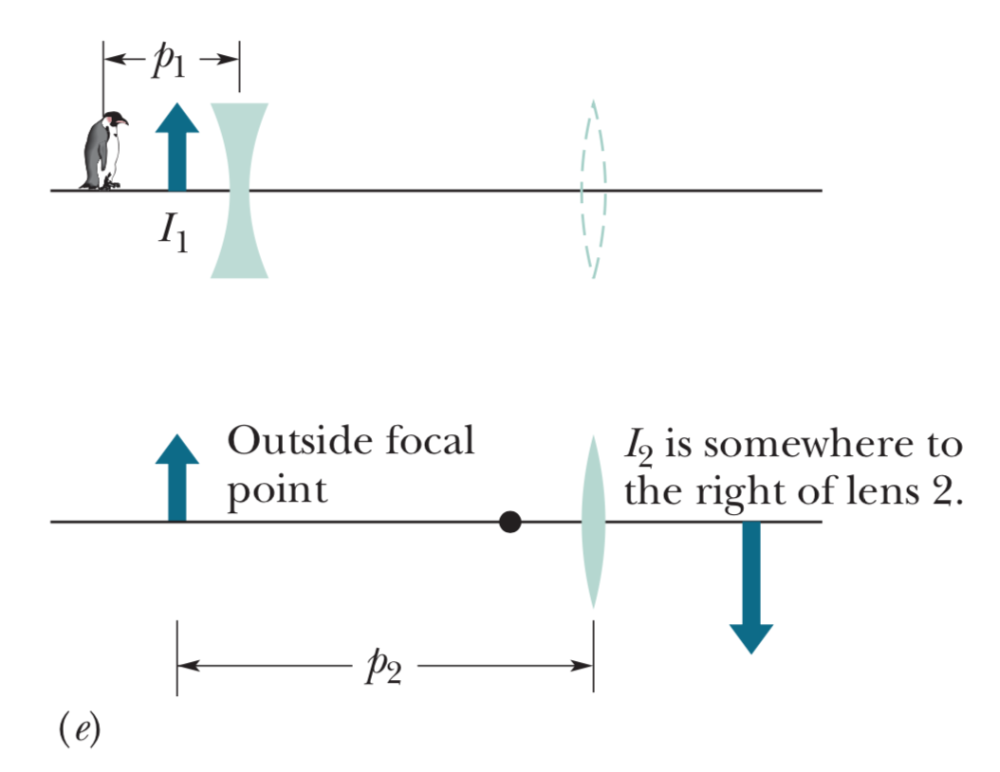 p₁
I₁
Outside focal
point
I₂ is somewhere to
the right of lens 2.
p₂
(e)